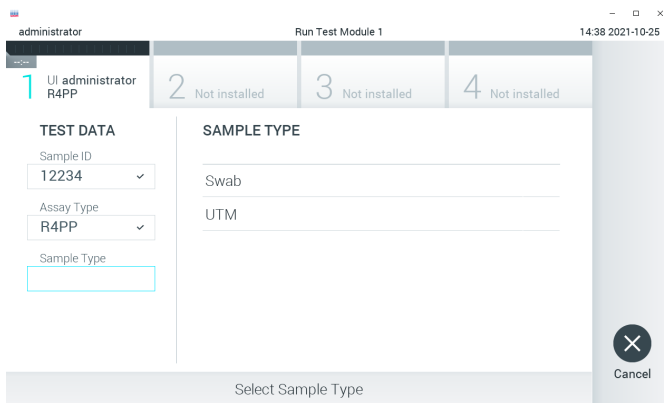 administrator Run Test Module 1 14:38 2021-10-25
--:--
1 UI administrator
R4PP
2 Not installed
3 Not installed
4 Not installed
TEST DATA
Sample ID
12234
Assay Type
R4PP
Sample Type
SAMPLE TYPE
Swab
UTM
Cancel
Select Sample Type